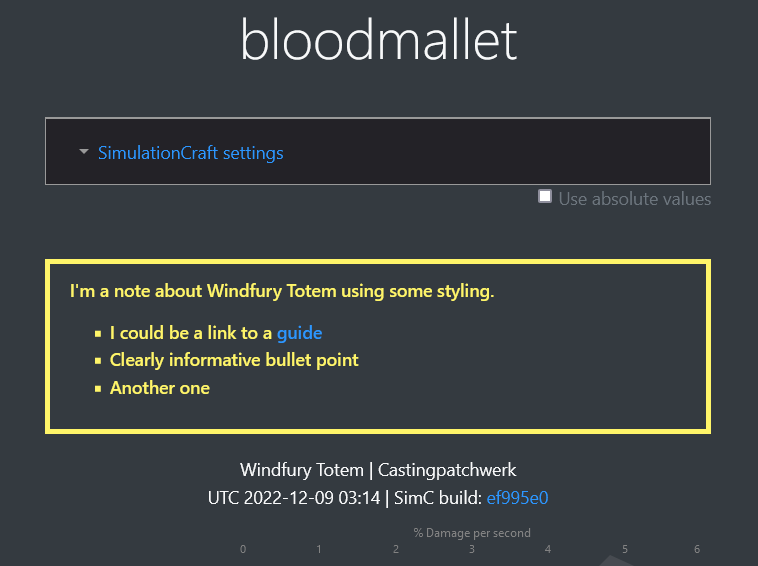 bloodmallet
SimulationCraft settings
Use absolute values
I'm a note about Windfury Totem using some styling.
I could be a link to a guide
Clearly informative bullet point
Another one
Windfury Totem | Castingpatchwerk
UTC 2022-12-09 03:14 | SimC build: ef995e0
% Damage per second
0 1 2 3 4 5 6